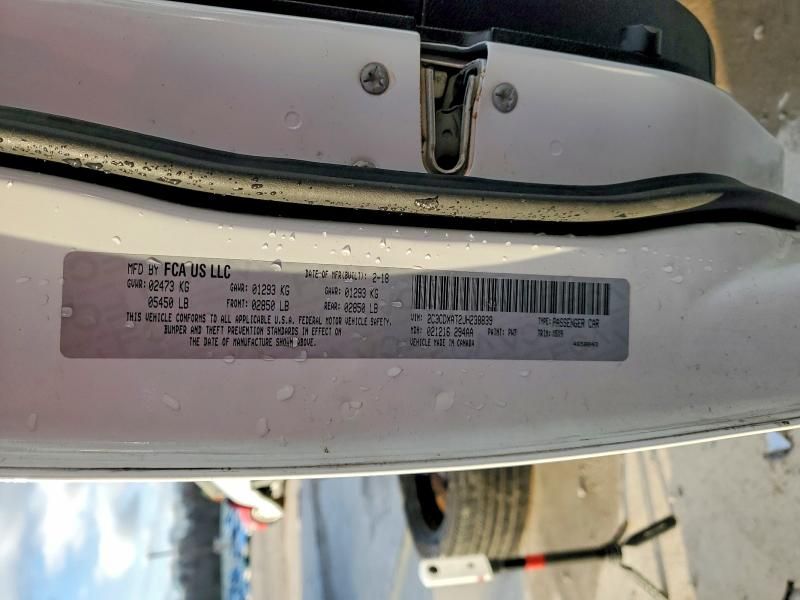 MFD BY FCA US LLC DATE OF MFR(BUILT): 2-18
GVWR: 02473 KG GAWR: 01293 KG GAWR: 01293 KG
05450 LB FRONT: 02850 LB REAR: 02850 LB
THIS VEHICLE CONFORMS TO ALL APPLICABLE U.S.A. FEDERAL MOTOR VEHICLE SAFETY,
BUMPER AND THEFT PREVENTION STANDARDS IN EFFECT ON
THE DATE OF MANUFACTURE SHOWN ABOVE.
VIN: 2C3CDXAT2JH238839 TYPE: PASSENGER CAR
MDH: 021216 294AA PAINT: PW7 TRIM:
VEHICLE MADE IN CANADA